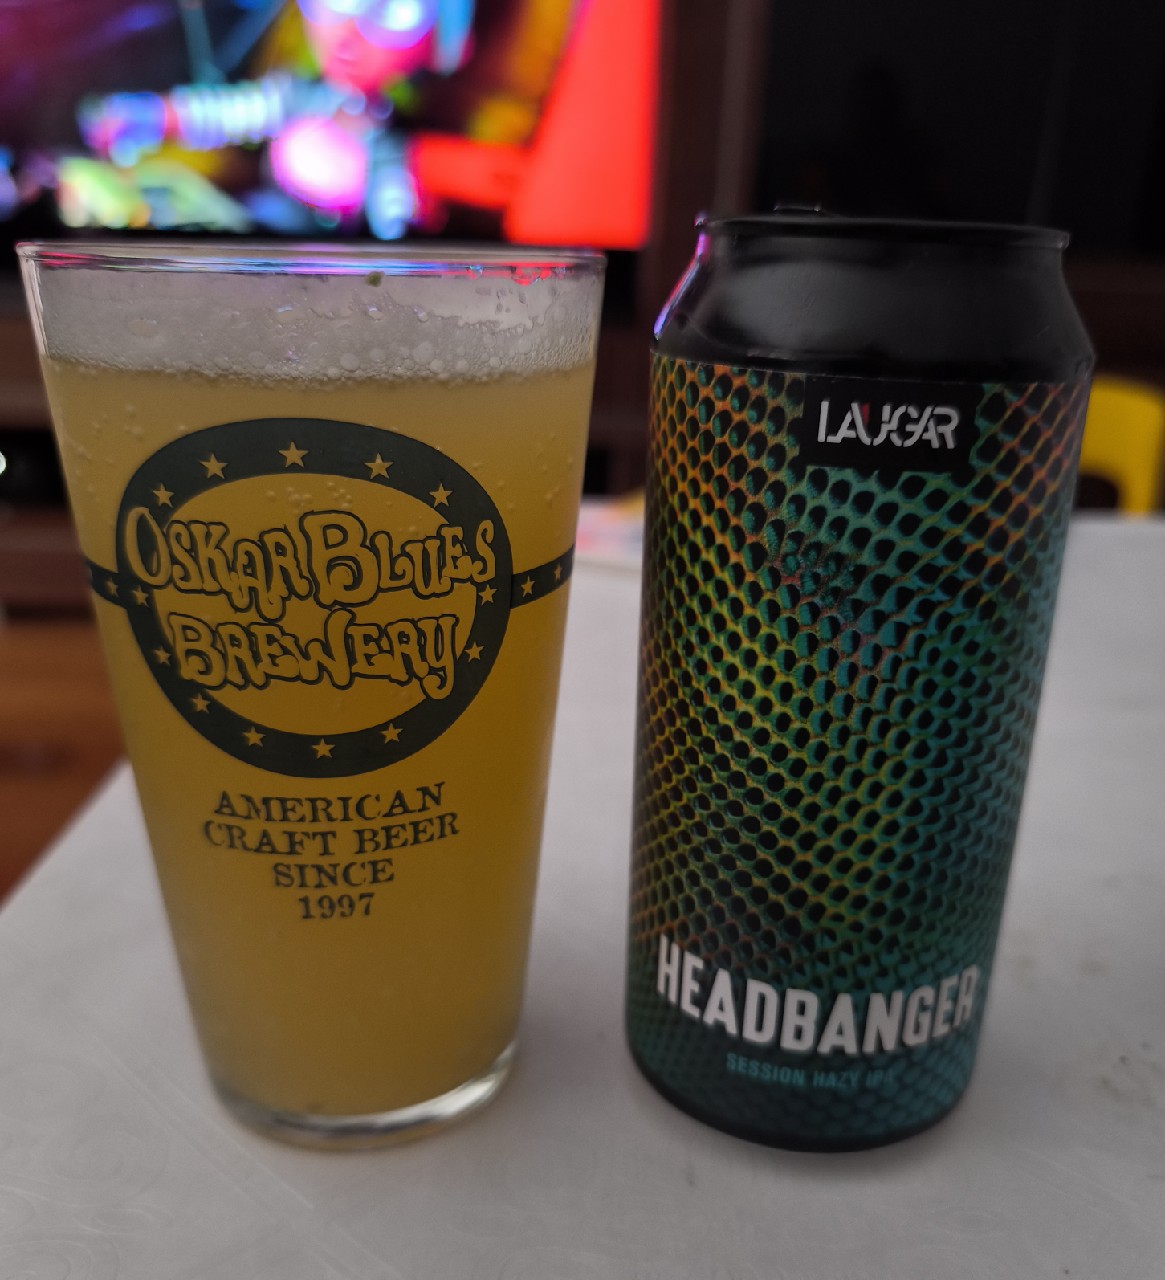 OSKAR BLUES
BREWERY
AMERICAN
CRAFT BEER
SINCE
1997
LAUGAR
HEADBANGER
SESSION HAZY IPA